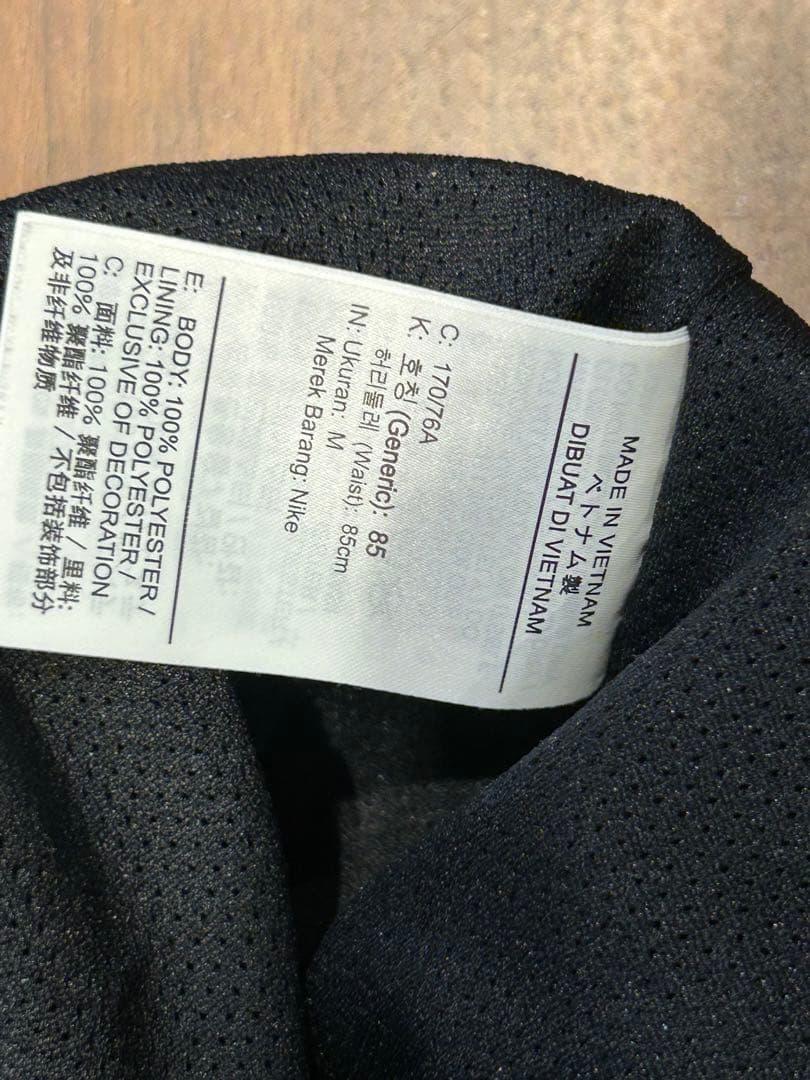 MADE IN VIETNAM
ベトナム製
DIBUAT DI VIETNAM
C: 170/76A
K: 호칭 (Generic): 85
허리둘레 (Waist): 85cm
IN: Ukuran: M
Merek Barang: Nike
E: BODY: 100% POLYESTER/
LINING: 100% POLYESTER/
EXCLUSIVE OF DECORATION
C: 面料: 100% 聚酯纤维 / 里料:
100% 聚酯纤维 / 不包括装饰部分
及非纤维物质